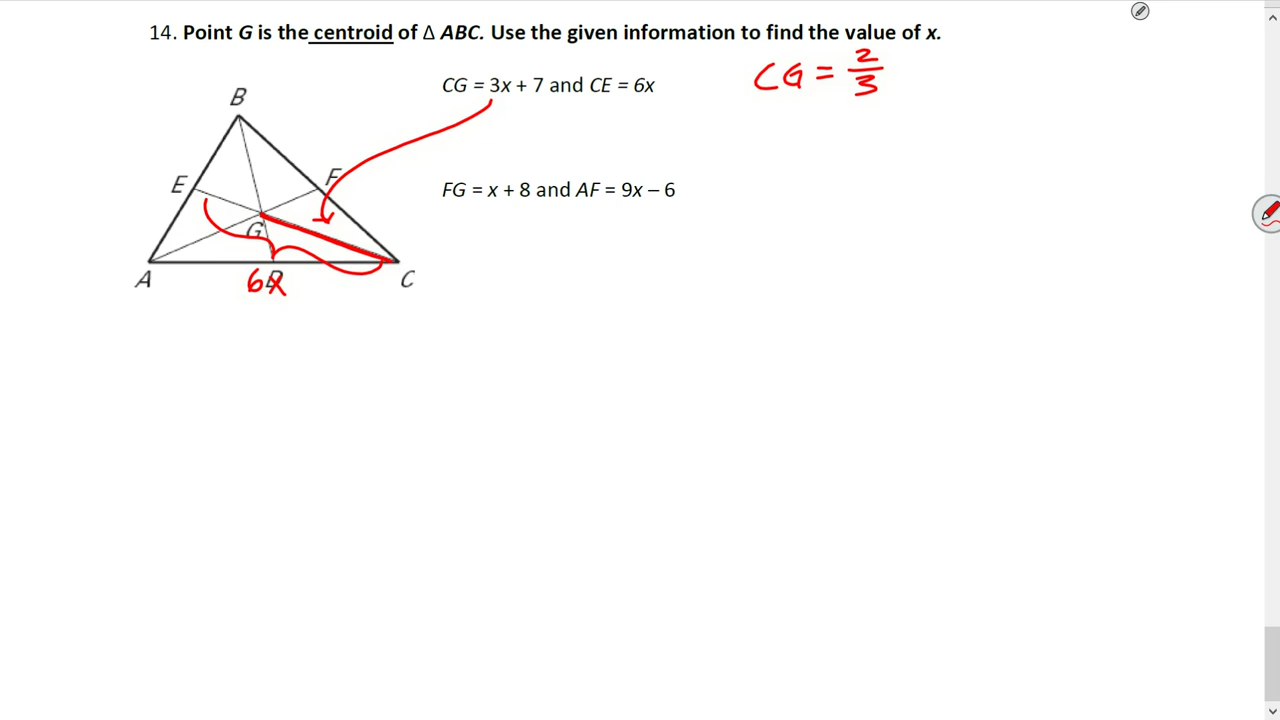 14. Point G is the centroid of Δ ABC. Use the given information to find the value of x.
CG = 3x + 7 and CE = 6x
CG = 2/3
B
E
F
FG = x + 8 and AF = 9x – 6
G
A
6x
C